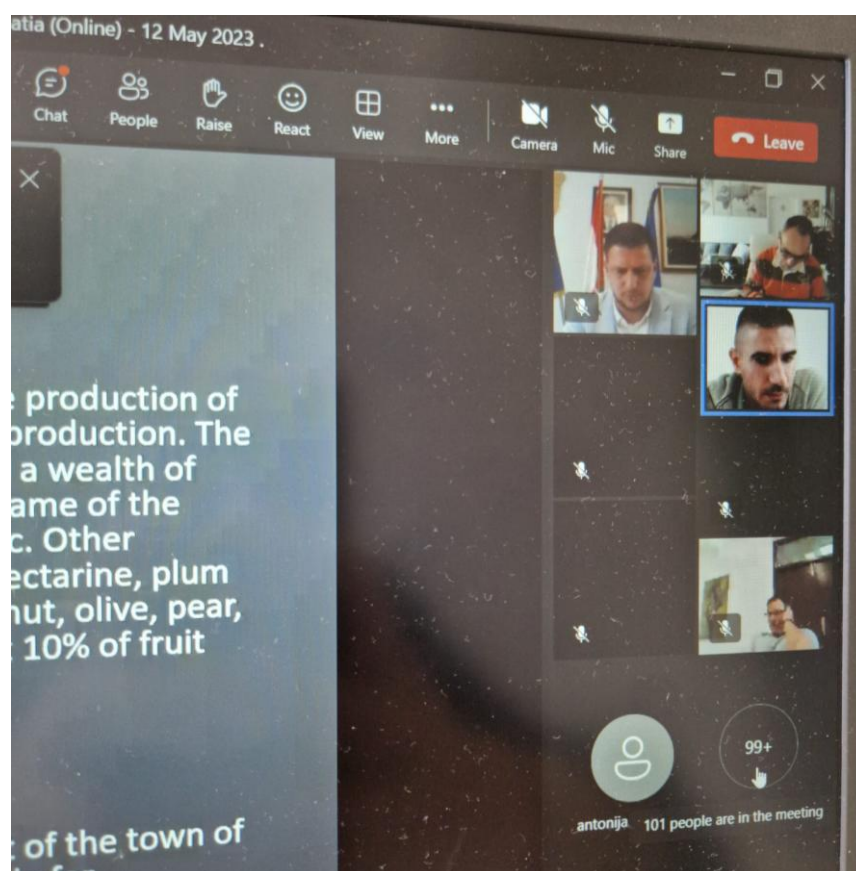 atia (Online) - 12 May 2023 .
Chat People Raise React View More Camera Mic Share Leave
production of
production. The
a wealth of
ame of the
c. Other
ectarine, plum
nut, olive, pear,
10% of fruit
of the town of
99+
antonija 101 people are in the meeting